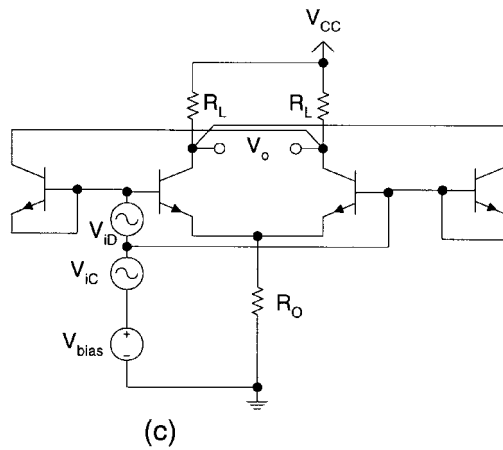 V_CC
R_L R_L
V_o
V_iD
V_iC
R_O
V_bias
+
−
(c)